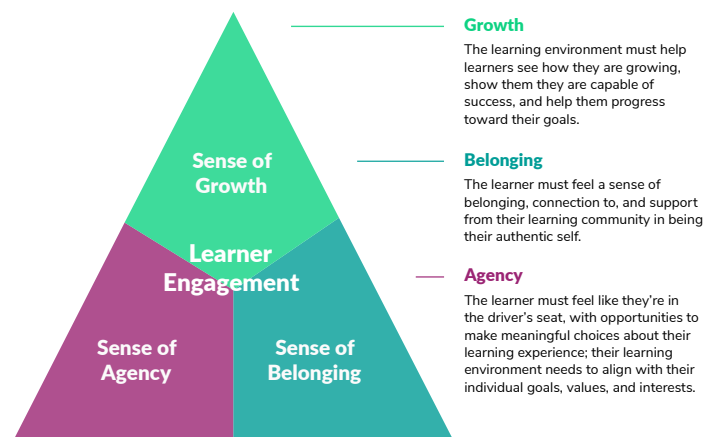 Sense of
Growth
Learner
Engagement
Sense of
Agency
Sense of
Belonging
Growth
The learning environment must help
learners see how they are growing,
show them they are capable of
success, and help them progress
toward their goals.
Belonging
The learner must feel a sense of
belonging, connection to, and support
from their learning community in being
their authentic self.
Agency
The learner must feel like they’re in
the driver’s seat, with opportunities to
make meaningful choices about their
learning experience; their learning
environment needs to align with their
individual goals, values, and interests.